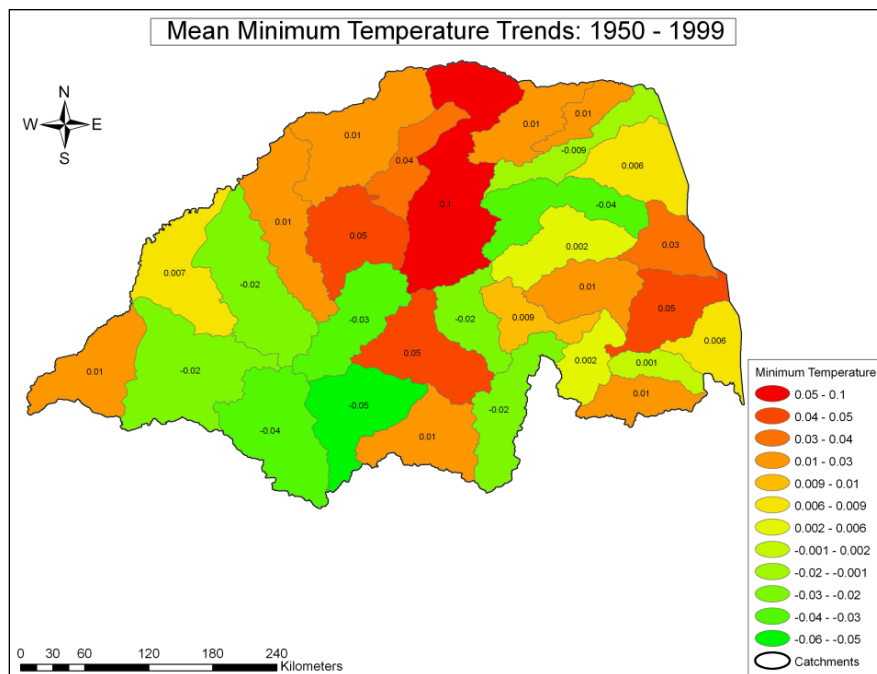 Mean Minimum Temperature Trends: 1950 - 1999
N
W E
S
0.01
0.01
0.01
0.04
-0.009
0.006
0.1
-0.04
0.01
0.05
0.03
0.002
0.007
-0.02
0.01
0.05
-0.03
-0.02
0.009
0.006
0.05
0.002
0.001
-0.02
0.01
0.01
-0.05
-0.02
-0.04
0.01
Minimum Temperature
0.05 - 0.1
0.04 - 0.05
0.03 - 0.04
0.01 - 0.03
0.009 - 0.01
0.006 - 0.009
0.002 - 0.006
-0.001 - 0.002
-0.02 - -0.001
-0.03 - -0.02
-0.04 - -0.03
-0.06 - -0.05
Catchments
0 30 60 120 180 240
Kilometers